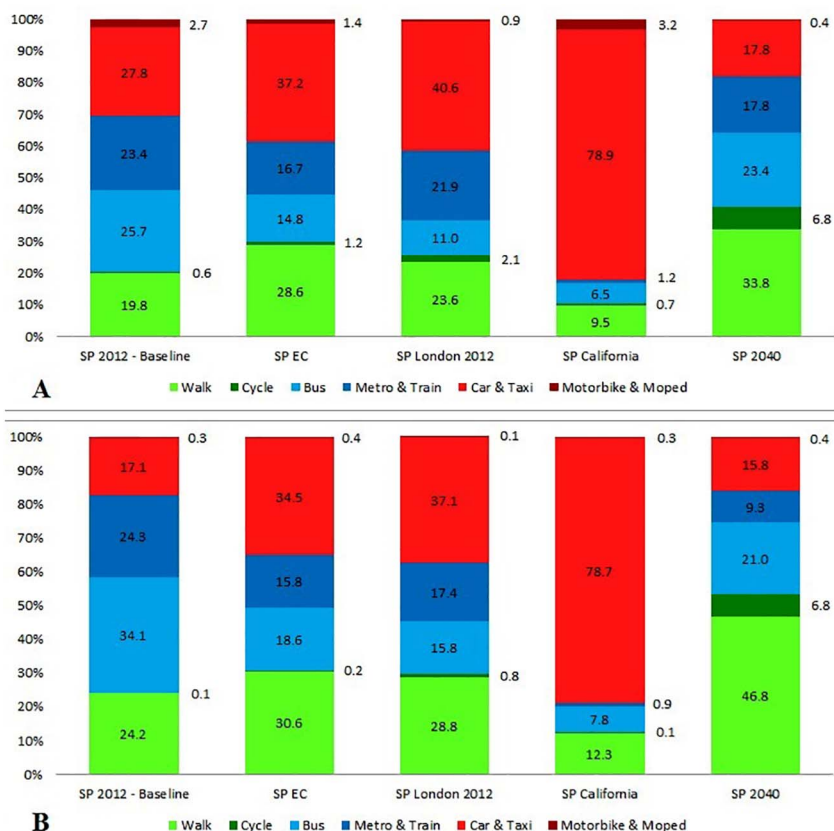 100%
90%
80%
70%
60%
50%
40%
30%
20%
10%
0%
2.7 1.4 0.9 3.2 0.4
27.8 37.2 40.6 78.9 17.8
23.4 16.7 21.9 1.2 17.8
25.7 14.8 11.0 6.5 23.4
0.6 1.2 2.1 0.7 6.8
19.8 28.6 23.6 9.5 33.8
SP 2012 - Baseline SP EC SP London 2012 SP California SP 2040
A Walk Cycle Bus Metro & Train Car & Taxi Motorbike & Moped
100%
90%
80%
70%
60%
50%
40%
30%
20%
10%
0%
0.3 0.4 0.1 0.3 0.4
17.1 34.5 37.1 78.7 15.8
24.3 15.8 17.4 0.9 9.3
34.1 18.6 15.8 7.8 21.0
0.1 0.2 0.8 0.1 6.8
24.2 30.6 28.8 12.3 46.8
SP 2012 - Baseline SP EC SP London 2012 SP California SP 2040
B Walk Cycle Bus Metro & Train Car & Taxi Motorbike & Moped